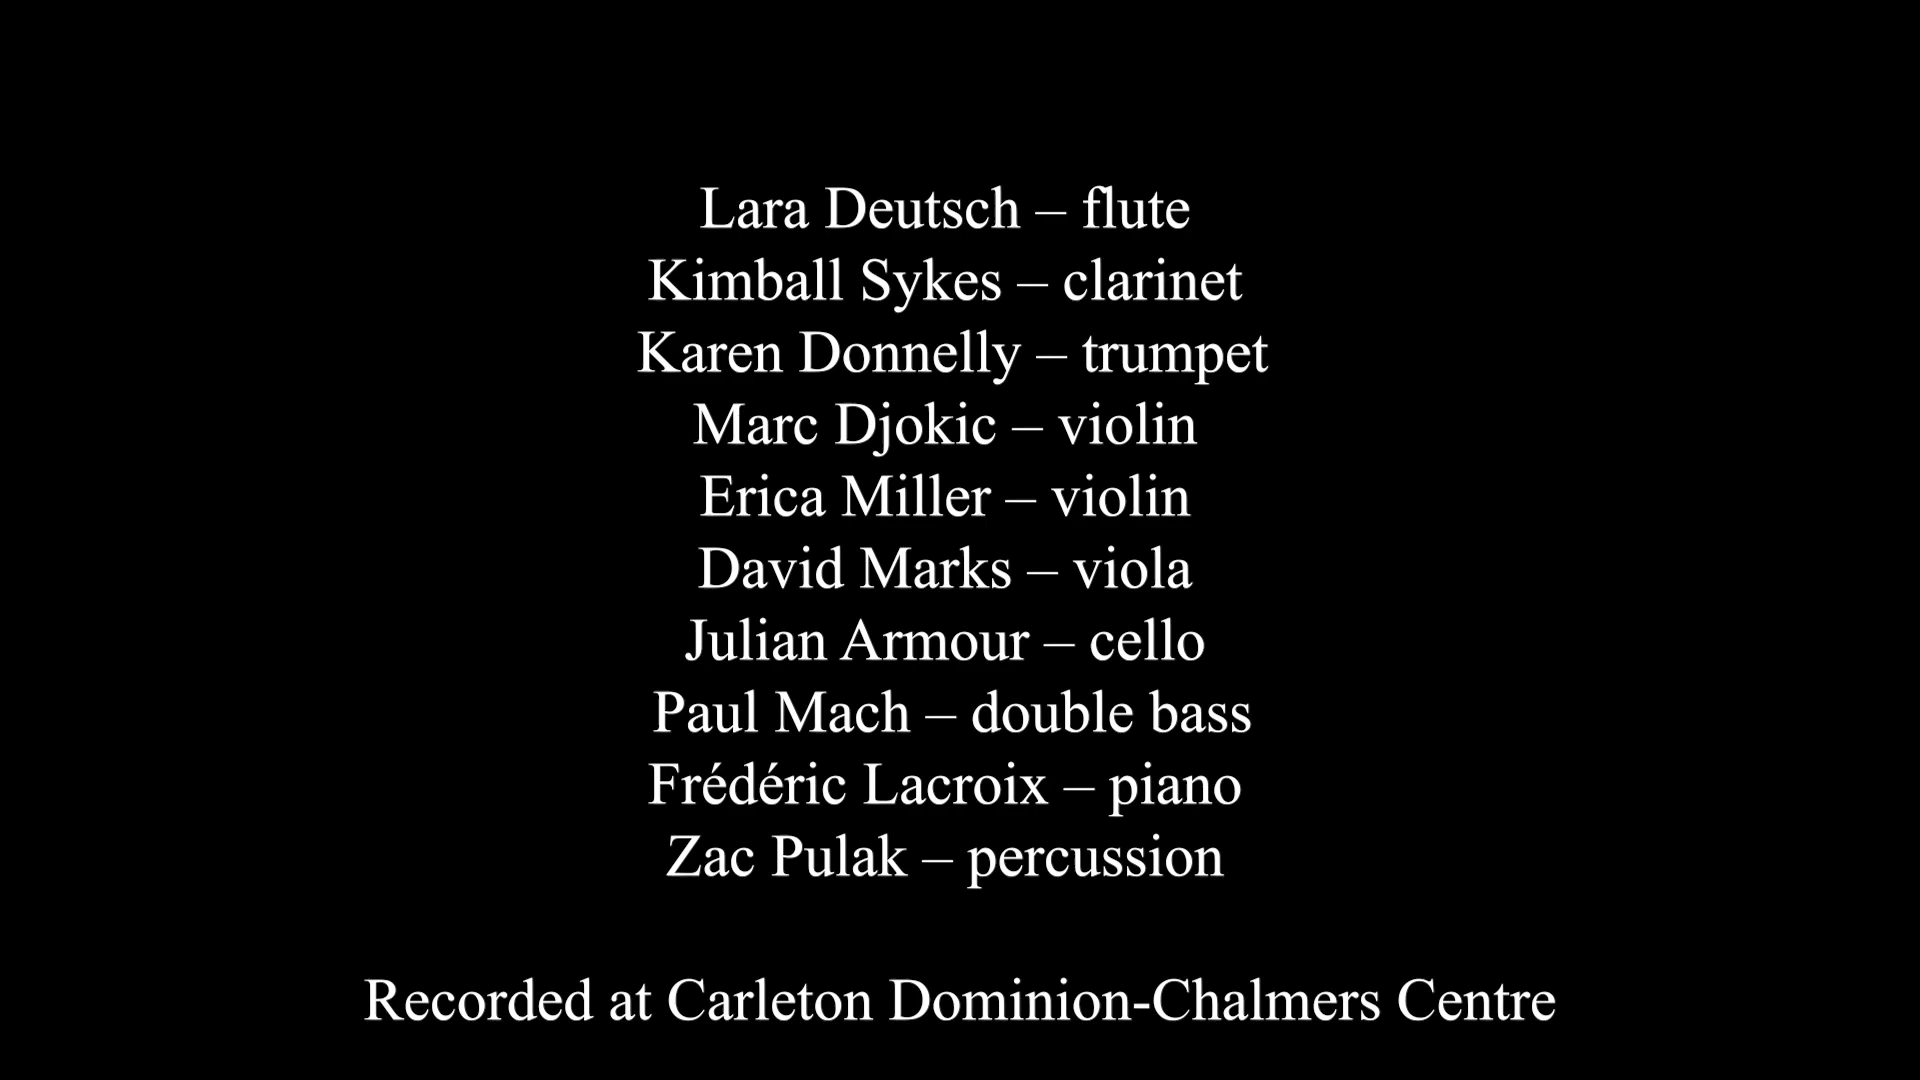 Lara Deutsch – flute
Kimball Sykes – clarinet
Karen Donnelly – trumpet
Marc Djokic – violin
Erica Miller – violin
David Marks – viola
Julian Armour – cello
Paul Mach – double bass
Frédéric Lacroix – piano
Zac Pulak – percussion
Recorded at Carleton Dominion-Chalmers Centre